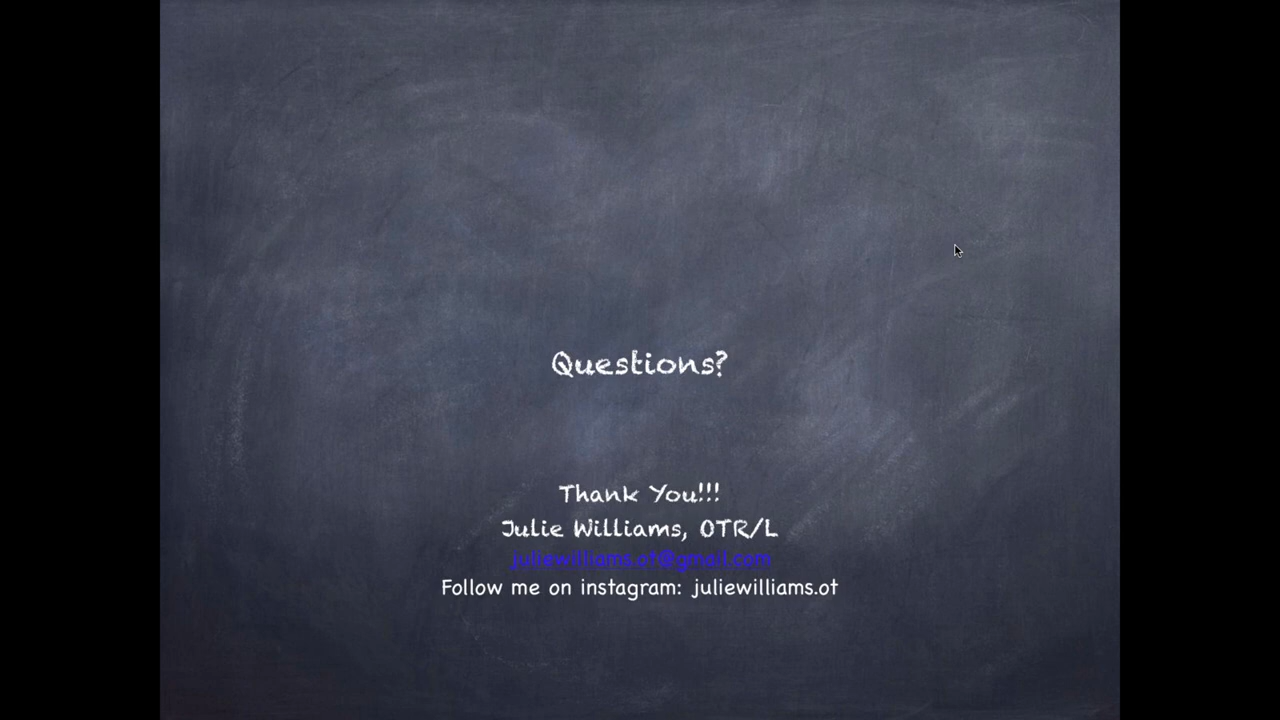 Questions?
Thank You!!!
Julie Williams, OTR/L
juliewilliams.ot@gmail.com
Follow me on instagram: juliewilliams.ot